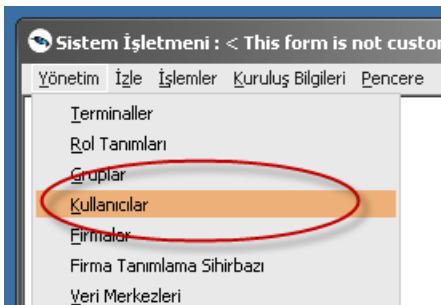 Sistem İşletmeni : < This form is not custor
Yönetim İzle İşlemler Kuruluş Bilgileri Pencere
Terminaller
Rol Tanımları
Gruplar
Kullanıcılar
Firmalar
Firma Tanımlama Sihirbazı
Veri Merkezleri